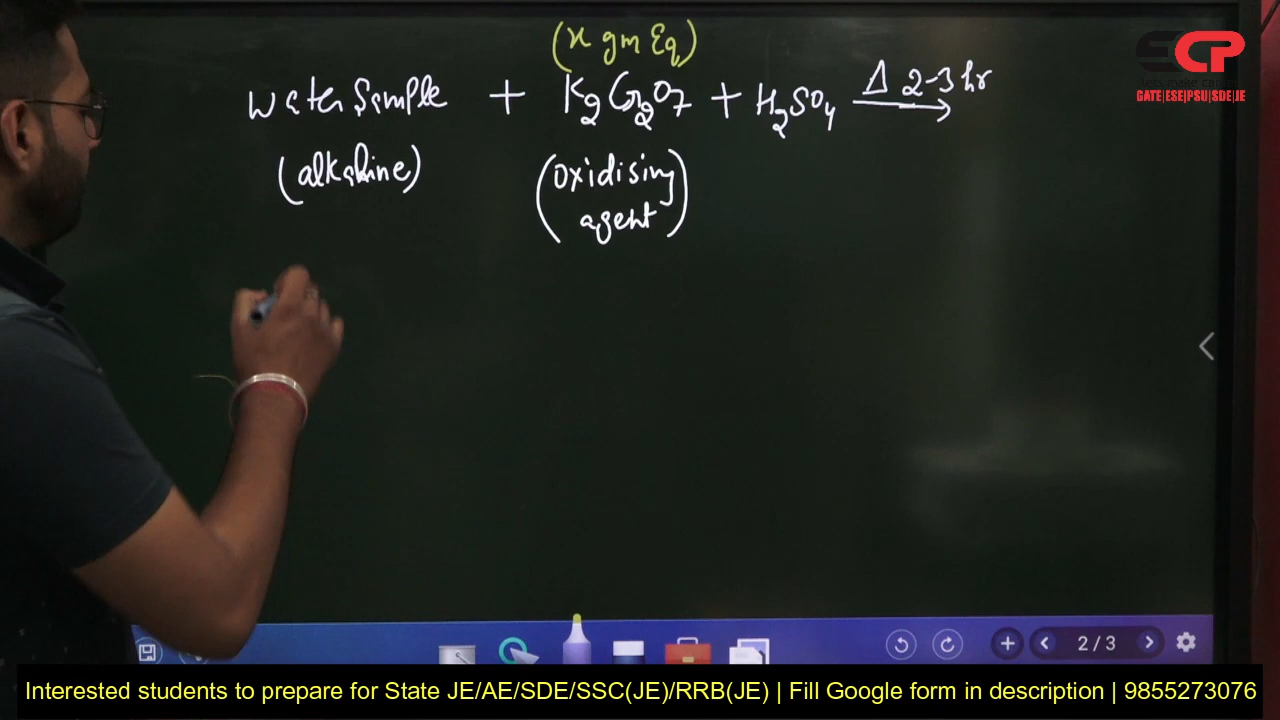 (x gm Eq)
water Sample + K2Cr2O7 + H2SO4 Δ 2-3 hr →
(alkaline) (oxidising
agent)
ECP
GATE|ESE|PSU|SDE|JE
2 / 3
Interested students to prepare for State JE/AE/SDE/SSC(JE)/RRB(JE) | Fill Google form in description | 9855273076